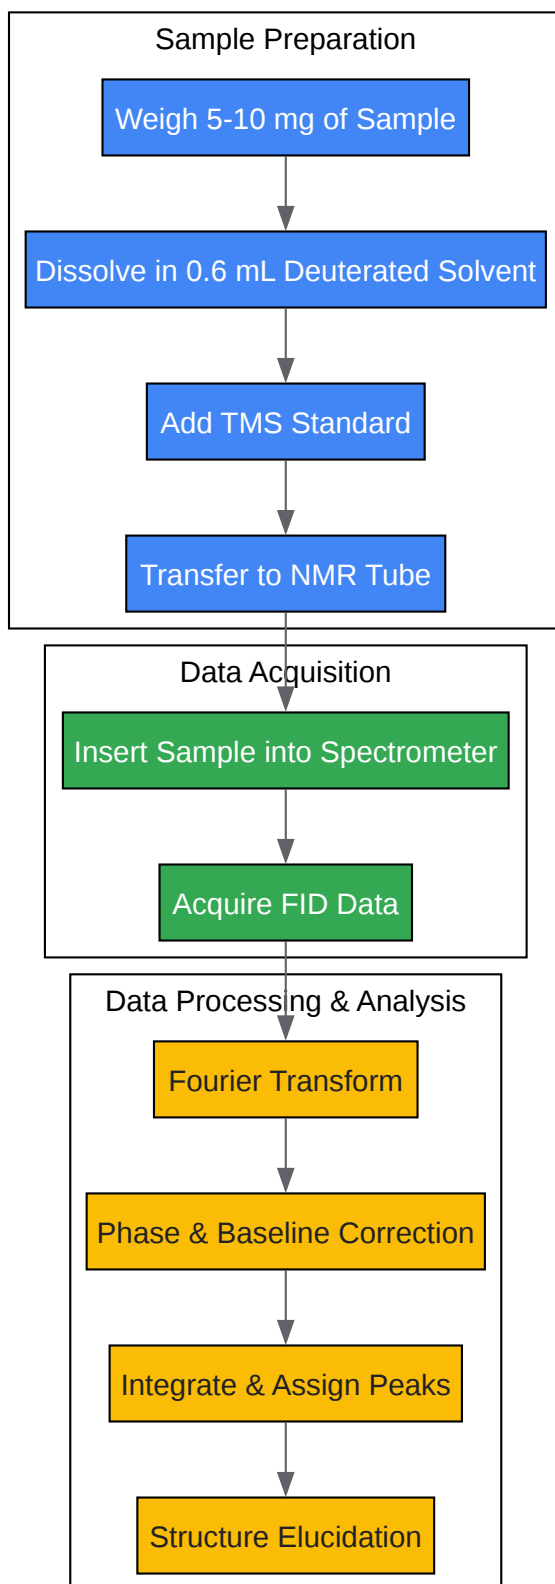 Sample Preparation
Weigh 5-10 mg of Sample
Dissolve in 0.6 mL Deuterated Solvent
Add TMS Standard
Transfer to NMR Tube
Data Acquisition
Insert Sample into Spectrometer
Acquire FID Data
Data Processing & Analysis
Fourier Transform
Phase & Baseline Correction
Integrate & Assign Peaks
Structure Elucidation